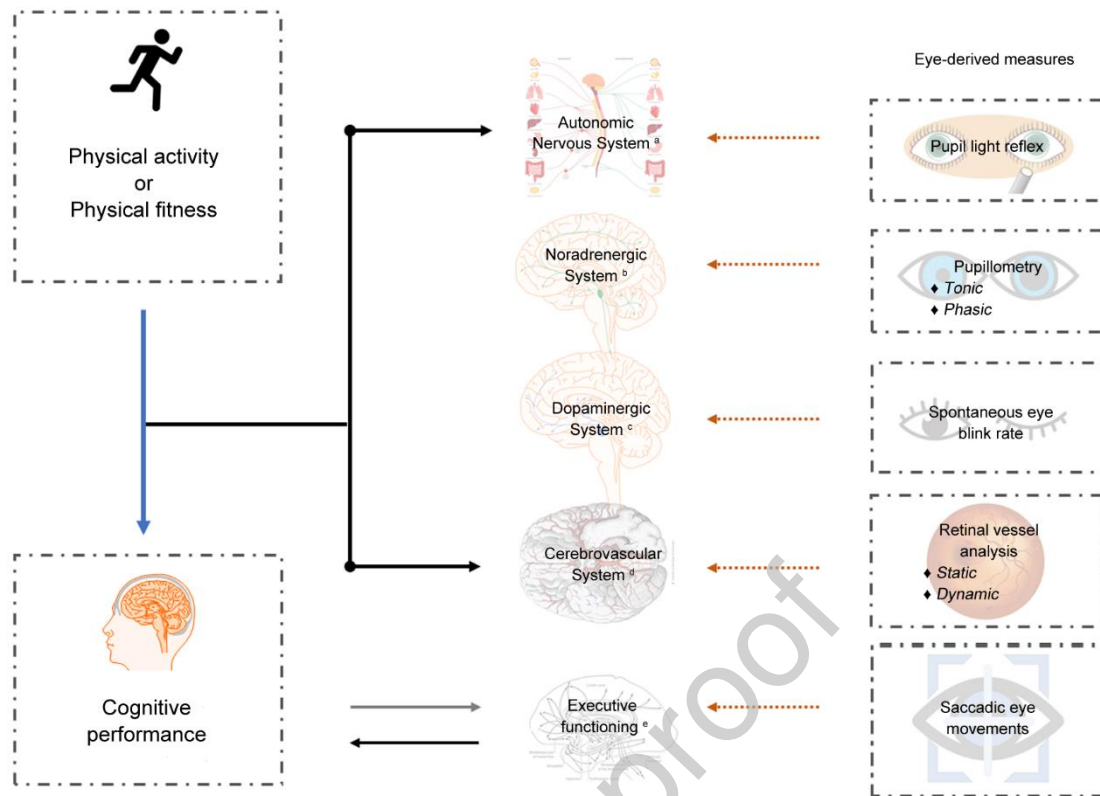 Eye-derived measures
Physical activity
or
Physical fitness
Autonomic
Nervous System a
Pupil light reflex
Noradrenergic
System b
Pupillometry
♦ Tonic
♦ Phasic
Dopaminergic
System c
Spontaneous eye
blink rate
Cerebrovascular
System d
Retinal vessel
analysis
♦ Static
♦ Dynamic
Cognitive
performance
Executive
functioning e
Saccadic eye
movements
proof